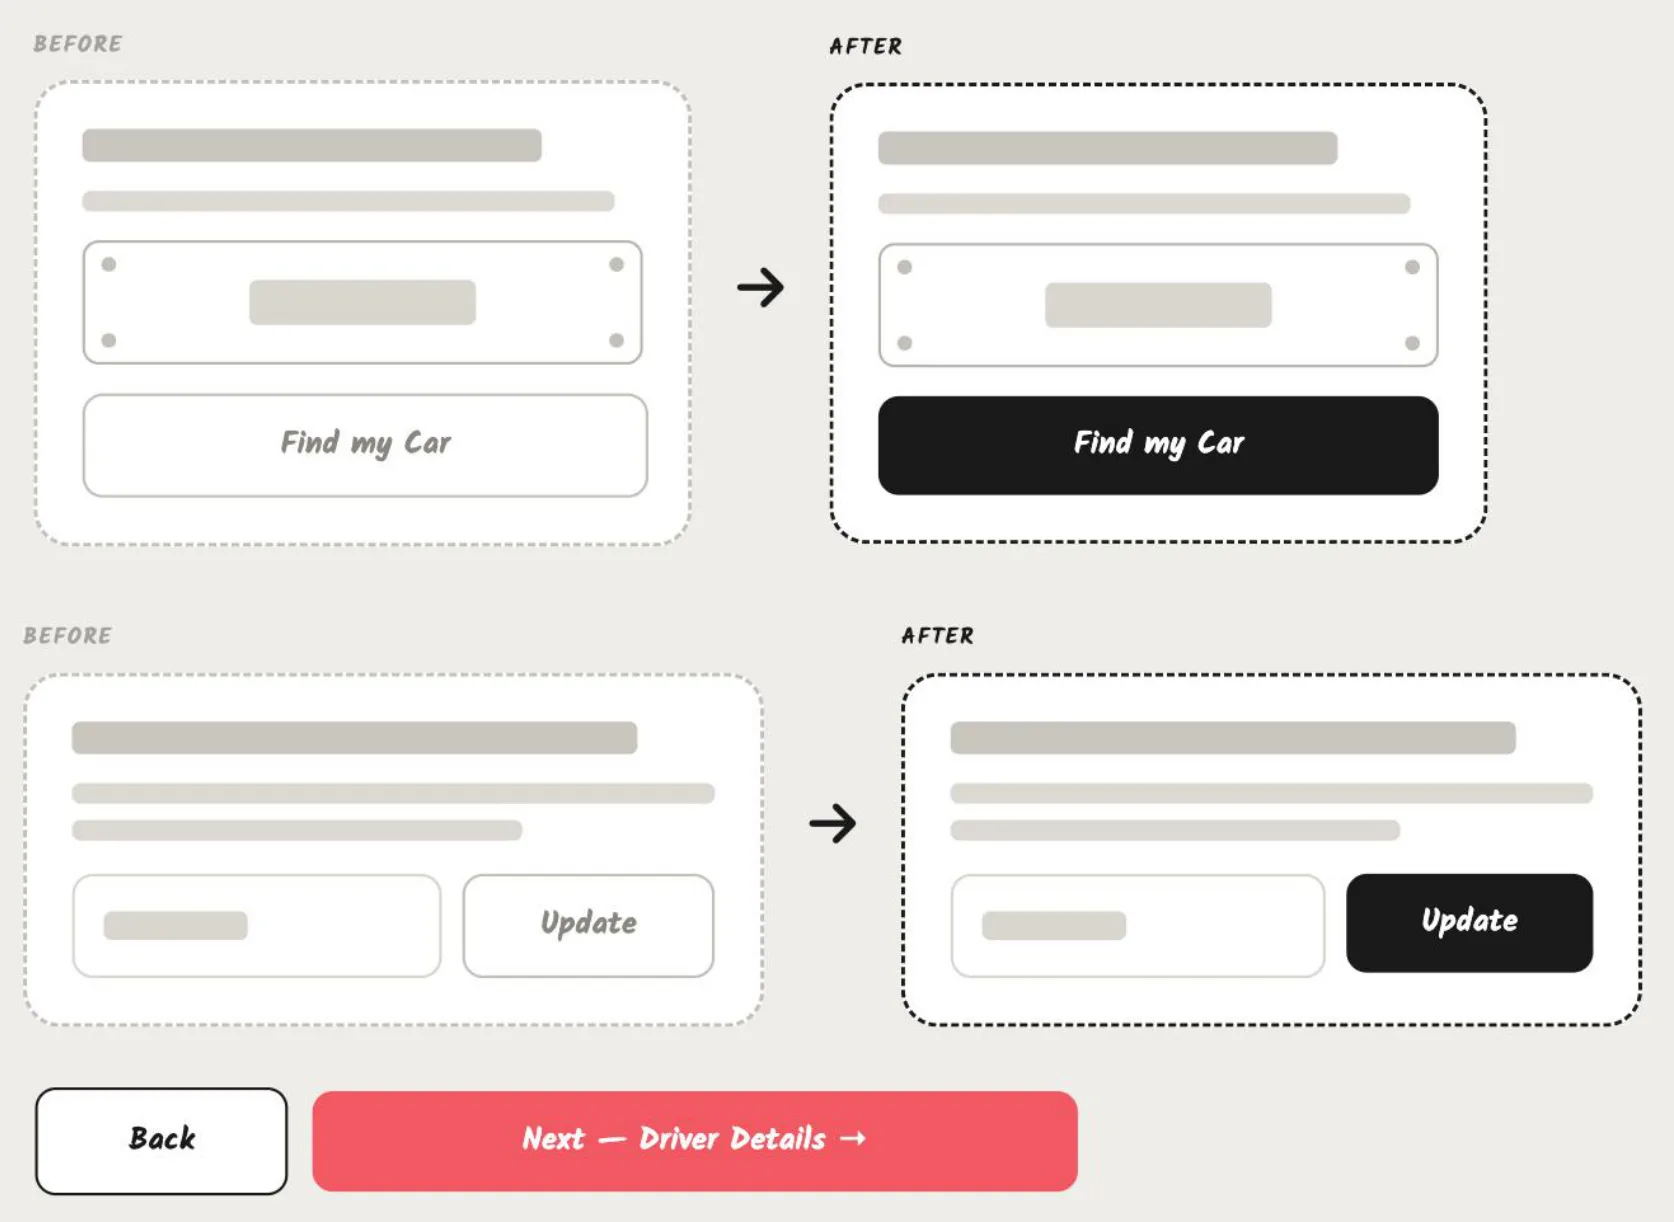 BEFORE
AFTER
Find my Car
Find my Car
BEFORE
AFTER
Update
Update
Back
Next — Driver Details →